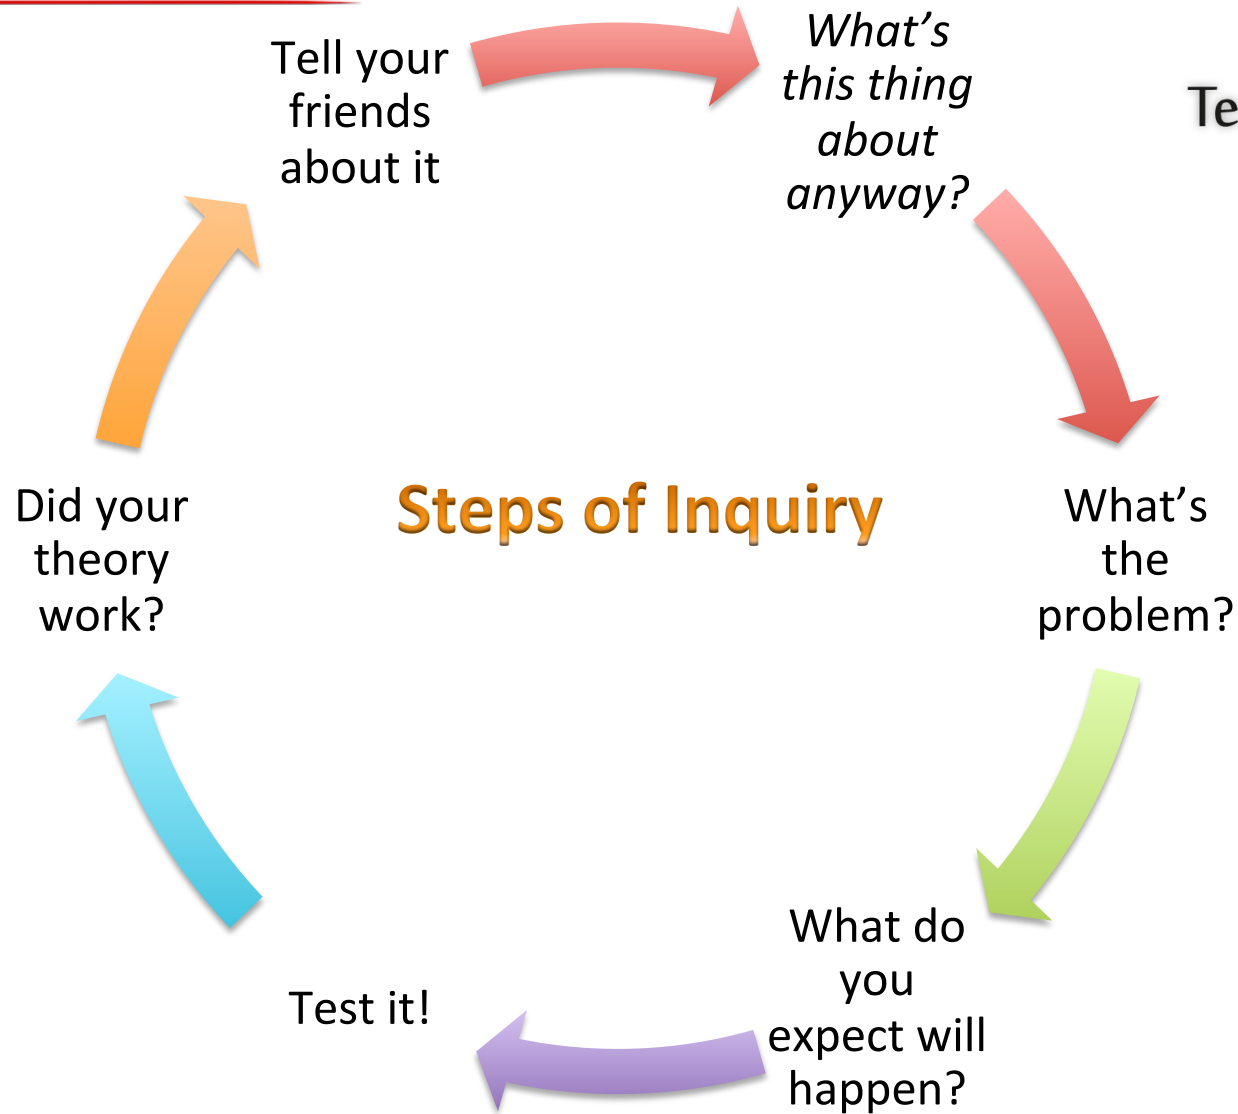 Tell your
friends
about it
What's
this thing
about
anyway?
Te
Steps of Inquiry
What's
the
problem?
What do
you
expect will
happen?
Test it!
Did your
theory
work?